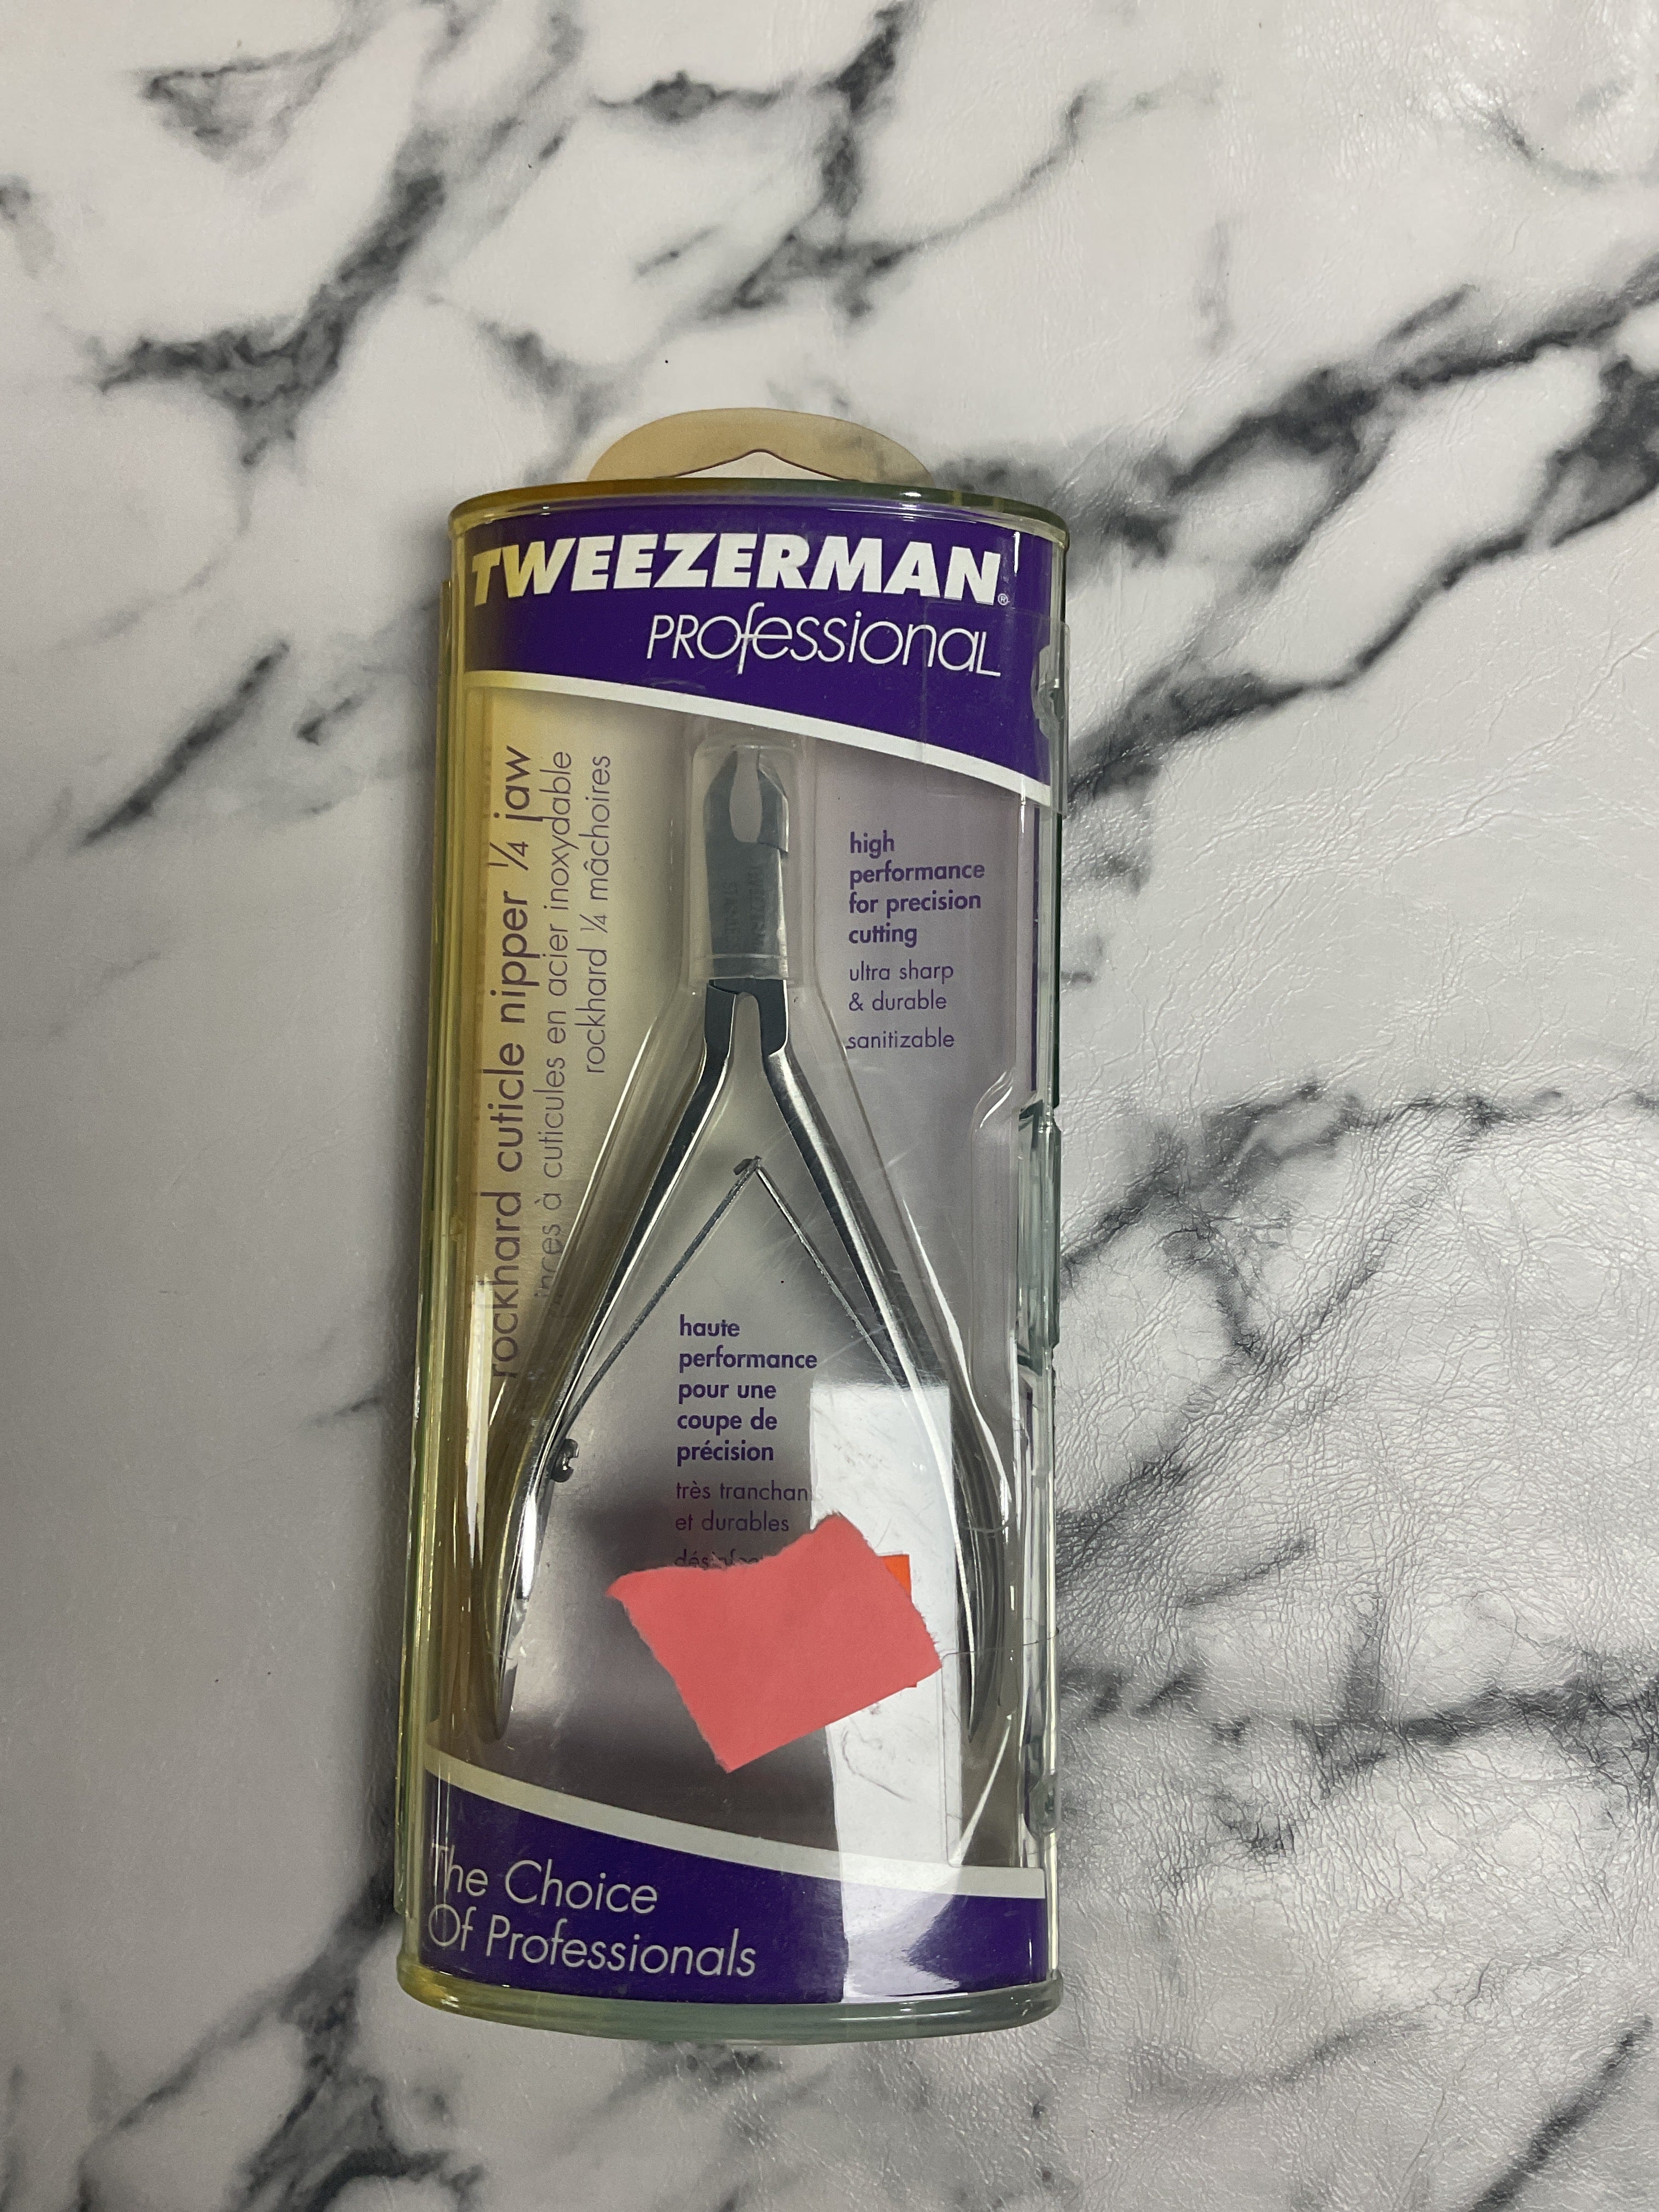 TWEEZERMAN®
Professional
rockhard cuticle nipper 1/4 jaw
à cuticules en acier inoxydable
rockhard 1/4 mâchoires
high
performance
for precision
cutting
ultra sharp
& durable
sanitizable
haute
performance
pour une
coupe de
précision
très tranchan
et durables
The Choice
Of Professionals